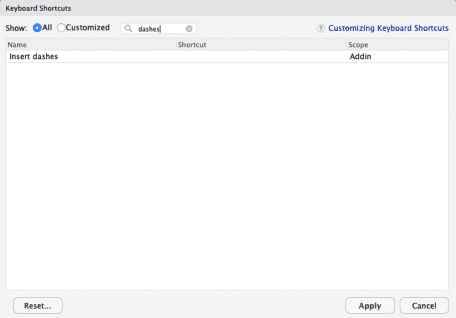 Keyboard Shortcuts
Show: All Customized dashes ? Customizing Keyboard Shortcuts
Name Shortcut Scope
Insert dashes Addin
Reset... Apply Cancel